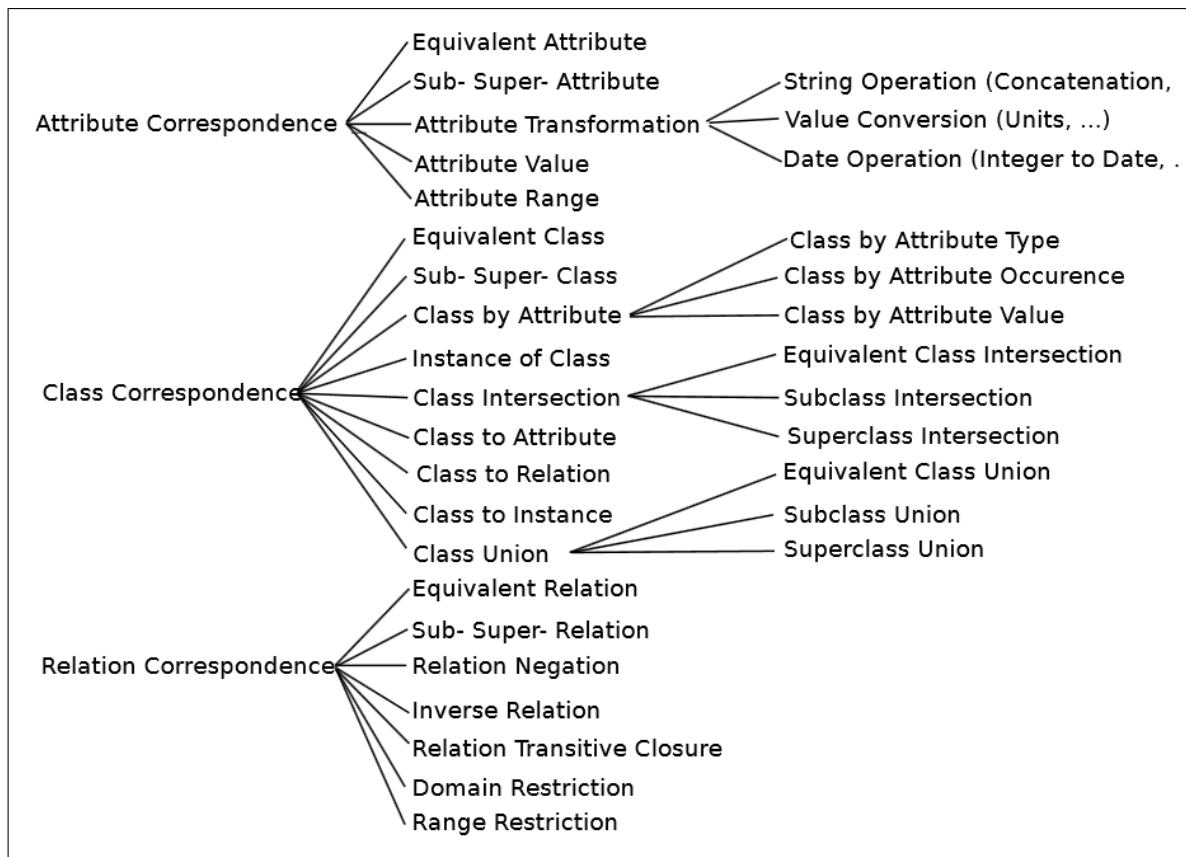 Attribute Correspondence
Equivalent Attribute
Sub- Super- Attribute
Attribute Transformation
String Operation (Concatenation,
Value Conversion (Units, ...)
Date Operation (Integer to Date, .
Attribute Value
Attribute Range
Class Correspondence
Equivalent Class
Sub- Super- Class
Class by Attribute
Class by Attribute Type
Class by Attribute Occurence
Class by Attribute Value
Instance of Class
Class Intersection
Equivalent Class Intersection
Subclass Intersection
Superclass Intersection
Class to Attribute
Class to Relation
Class to Instance
Class Union
Equivalent Class Union
Subclass Union
Superclass Union
Relation Correspondence
Equivalent Relation
Sub- Super- Relation
Relation Negation
Inverse Relation
Relation Transitive Closure
Domain Restriction
Range Restriction